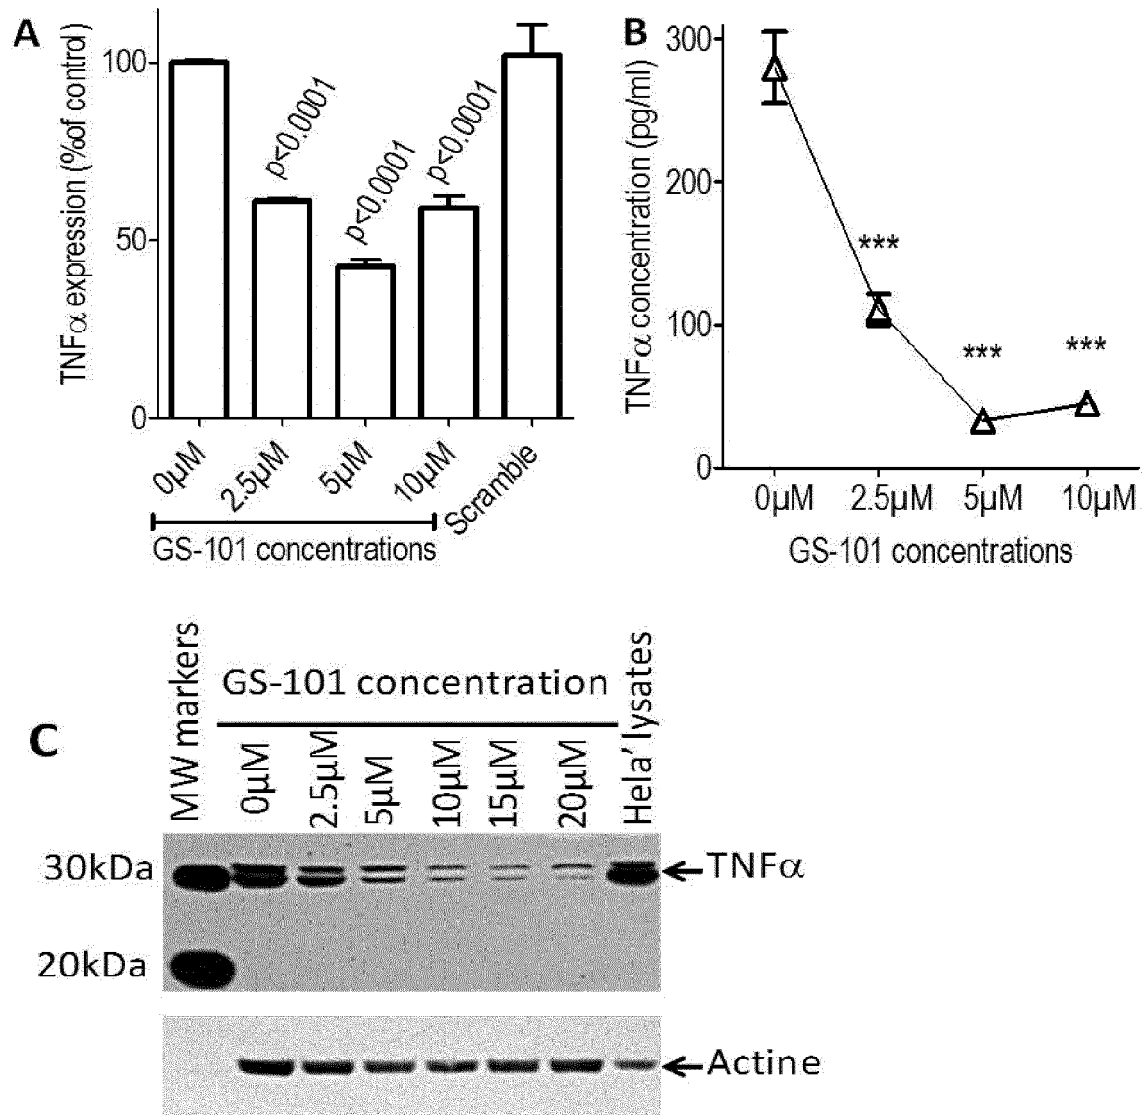 A
TNFα expression (%of control)
100
50
0
p<0.0001
p<0.0001
p<0.0001
0µM
2.5µM
5µM
10µM
Scramble
GS-101 concentrations
B
TNFα concentration (pg/ml)
300
200
100
0
***
***
***
0µM 2.5µM 5µM 10µM
GS-101 concentrations
C
MW markers
GS-101 concentration
0µM
2.5µM
5µM
10µM
15µM
20µM
Hela' lysates
30kDa
20kDa
TNFα
Actine